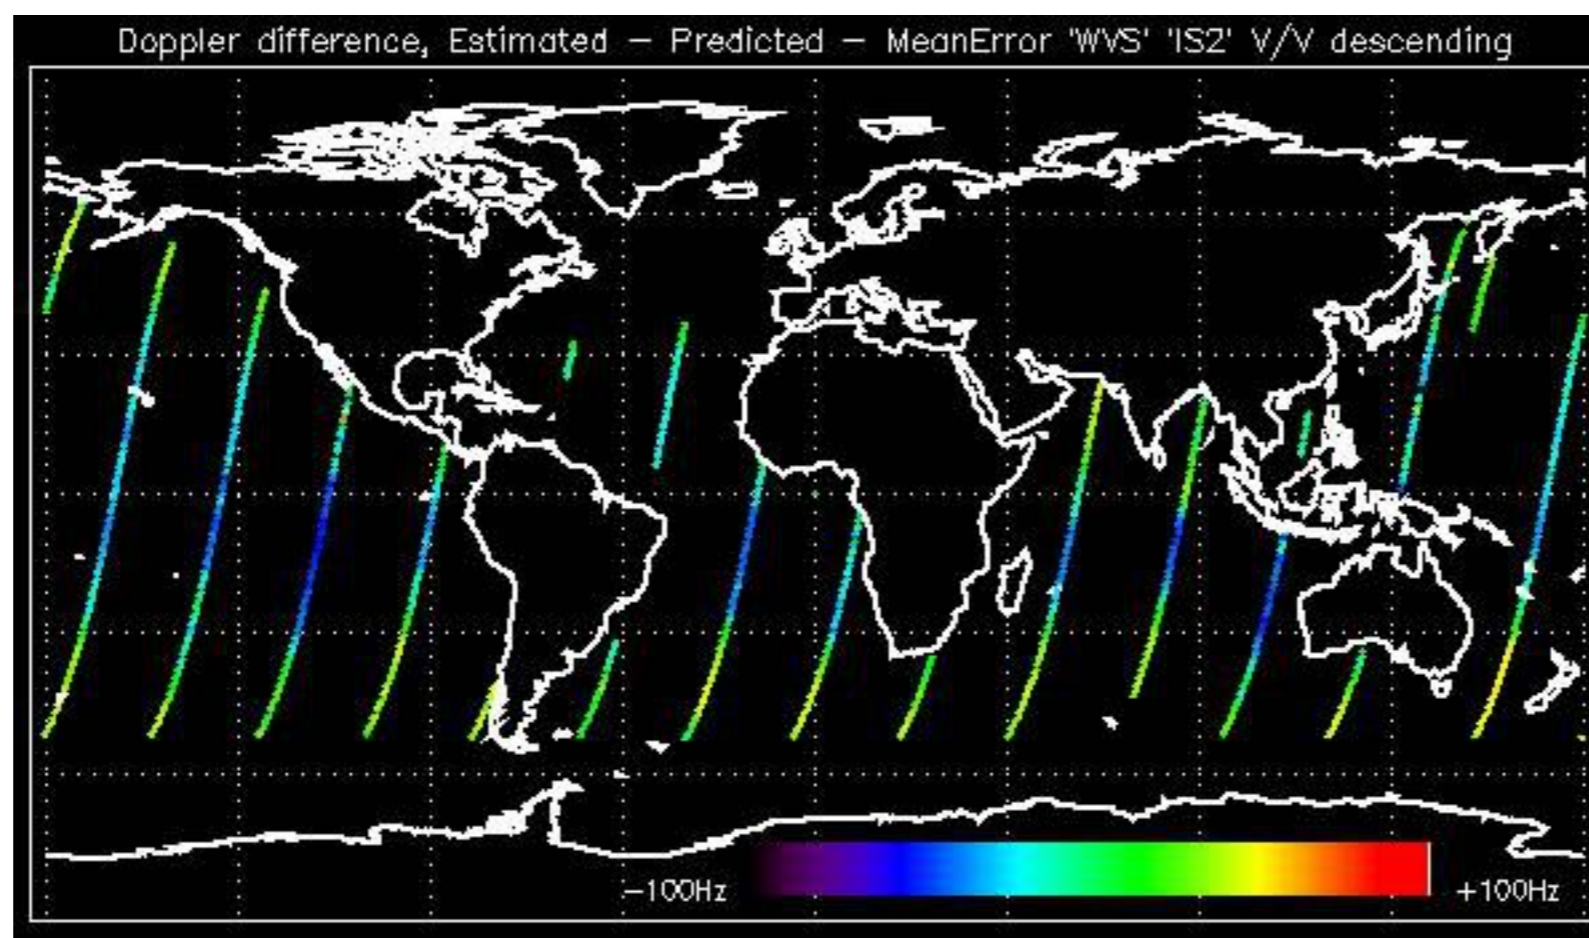 Doppler difference, Estimated – Predicted – MeanError 'WVS' 'IS2' V/V descending
–100Hz +100Hz